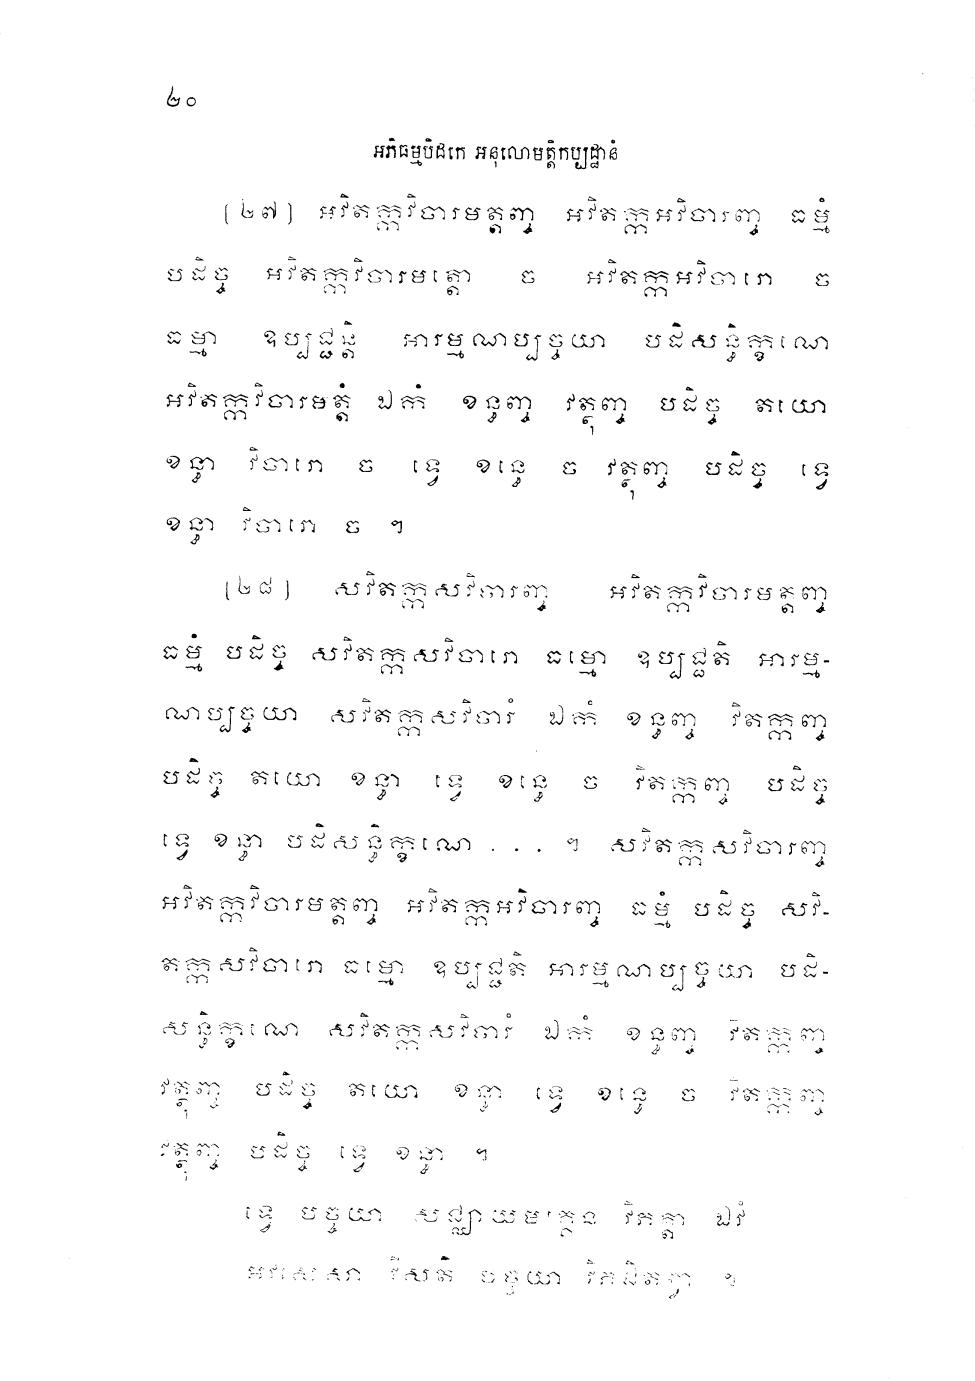 ២០
អភិធម្មបិដកេ អនុលោមត្តិកប្បដ្ឋានំ
[២៧] អវិតក្កវិចារមត្តញ្ច អវិតក្កអវិចារញ្ច ធម្មំ
បដិច្ច អវិតក្កវិចារមត្តោ ច អវិតក្កអវិចារោ ច
ធម្មា ឧប្បជ្ជន្តិ អារម្មណប្បច្ចយា បដិសន្ធិក្ខណេ
អវិតក្កវិចារមត្តំ ឯកំ ខន្ធញ្ច វត្ថុញ្ច បដិច្ច តយោ
ខន្ធា វិចារោ ច ទ្វេ ខន្ធេ ច វត្ថុញ្ច បដិច្ច ទ្វេ
ខន្ធា វិចារោ ច ។
[២៨] សវិតក្កសវិចារញ្ច អវិតក្កវិចារមត្តញ្ច
ធម្មំ បដិច្ច សវិតក្កសវិចារោ ធម្មោ ឧប្បជ្ជតិ អារម្ម-
ណប្បច្ចយា សវិតក្កសវិចារំ ឯកំ ខន្ធញ្ច វិតក្កញ្ច
បដិច្ច តយោ ខន្ធា ទ្វេ ខន្ធេ ច វិតក្កញ្ច បដិច្ច
ទ្វេ ខន្ធា បដិសន្ធិក្ខណេ . . . ។ សវិតក្កសវិចារញ្ច
អវិតក្កវិចារមត្តញ្ច អវិតក្កអវិចារញ្ច ធម្មំ បដិច្ច សវិ-
តក្កសវិចារោ ធម្មោ ឧប្បជ្ជតិ អារម្មណប្បច្ចយា បដិ-
សន្ធិក្ខណេ សវិតក្កសវិចារំ ឯកំ ខន្ធញ្ច វិតក្កញ្ច
វត្ថុញ្ច បដិច្ច តយោ ខន្ធា ទ្វេ ខន្ធេ ច វិតក្កញ្ច
វត្ថុញ្ច បដិច្ច ទ្វេ ខន្ធា ។
ទ្វេ បច្ចយា សជ្ឈាយមគ្គេន វិភត្តា ឯវំ
អវសេសា វីសតិ បច្ចយា វិភជិតព្វា ។